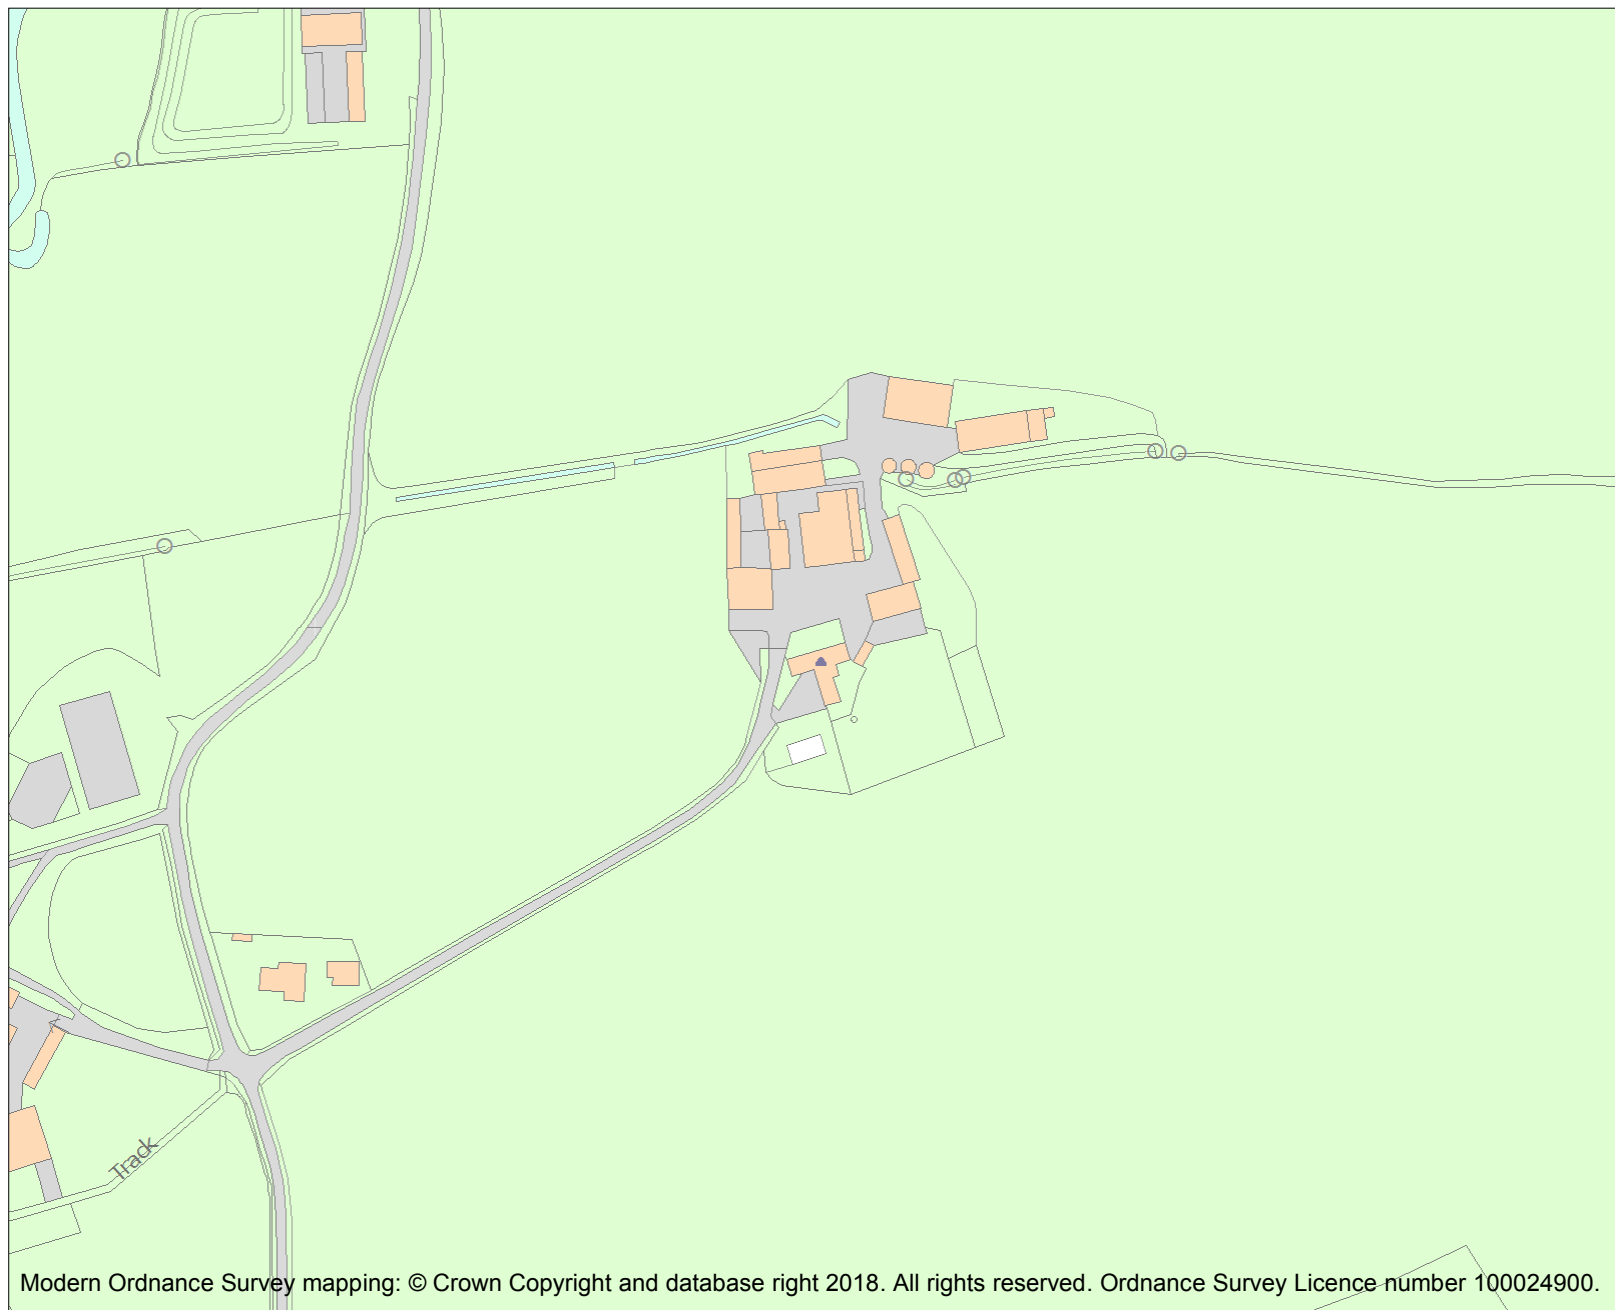 Track
Modern Ordnance Survey mapping: © Crown Copyright and database right 2018. All rights reserved. Ordnance Survey Licence number 100024900.